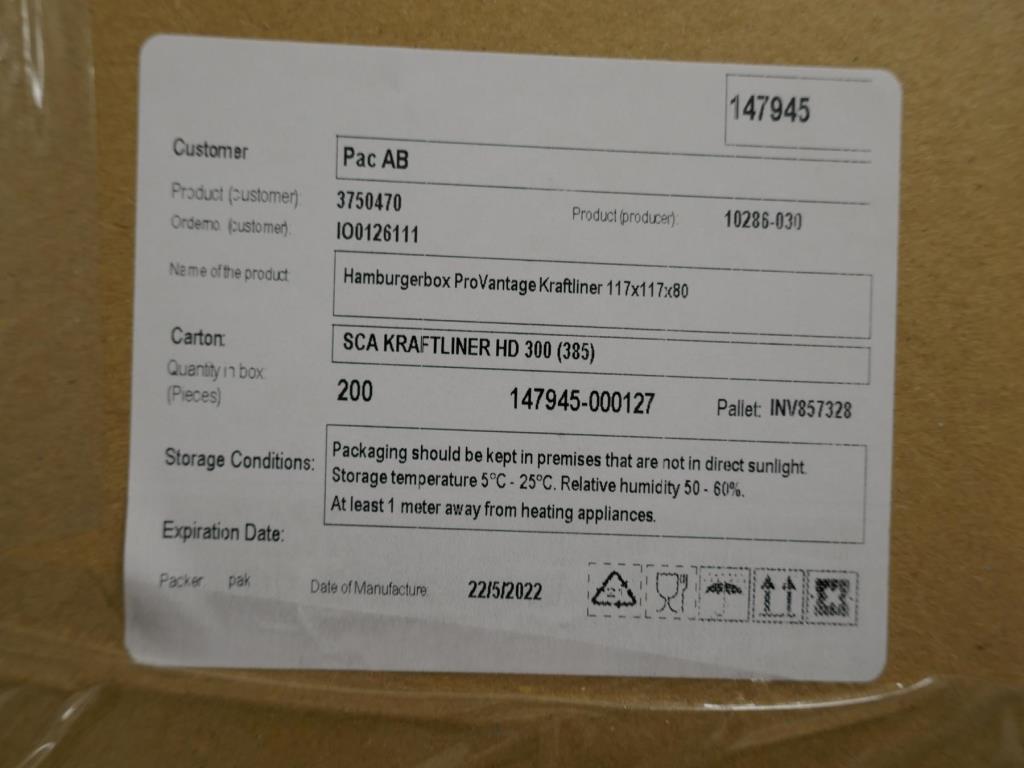 147945
Customer Pac AB
Product (customer): 3750470 Product (producer): 10286-030
Orderno. (customer): IO0126111
Name of the product: Hamburgerbox ProVantage Kraftliner 117x117x80
Carton: SCA KRAFTLINER HD 300 (385)
Quantity in box: 200 147945-000127 Pallet: INV857328
(Pieces)
Storage Conditions: Packaging should be kept in premises that are not in direct sunlight.
Storage temperature 5°C - 25°C. Relative humidity 50 - 60%.
At least 1 meter away from heating appliances.
Expiration Date:
Packer pak Date of Manufacture: 22/5/2022